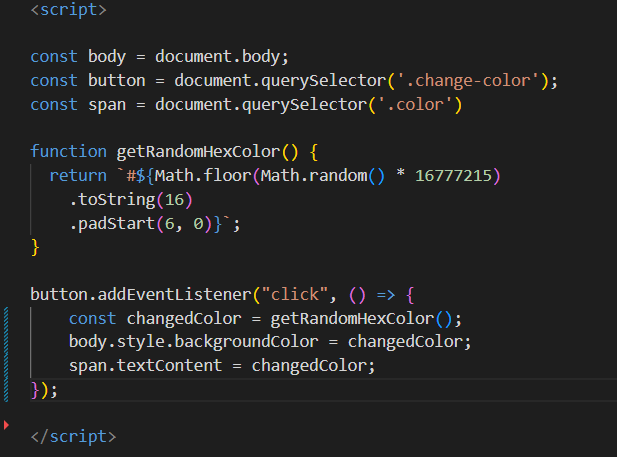 <script>
const body = document.body;
const button = document.querySelector('.change-color');
const span = document.querySelector('.color')
function getRandomHexColor() {
  return `#${Math.floor(Math.random() * 16777215)
    .toString(16)
    .padStart(6, 0)}`;
}
button.addEventListener("click", () => {
    const changedColor = getRandomHexColor();
    body.style.backgroundColor = changedColor;
    span.textContent = changedColor;
});
</script>